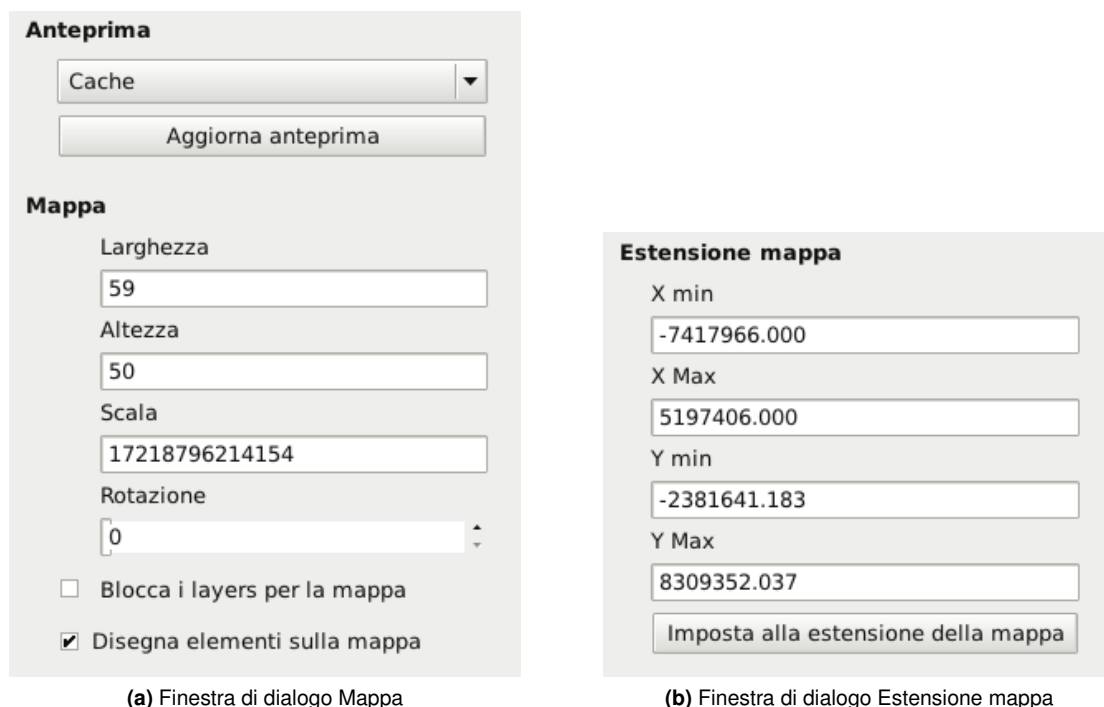 Anteprima
Cache
Aggiorna anteprima
Mappa
Larghezza
59
Altezza
50
Scala
17218796214154
Rotazione
0
Blocca i layers per la mappa
Disegna elementi sulla mappa
(a) Finestra di dialogo Mappa
Estensione mappa
X min
-7417966.000
X Max
5197406.000
Y min
-2381641.183
Y Max
8309352.037
Imposta alla estensione della mappa
(b) Finestra di dialogo Estensione mappa